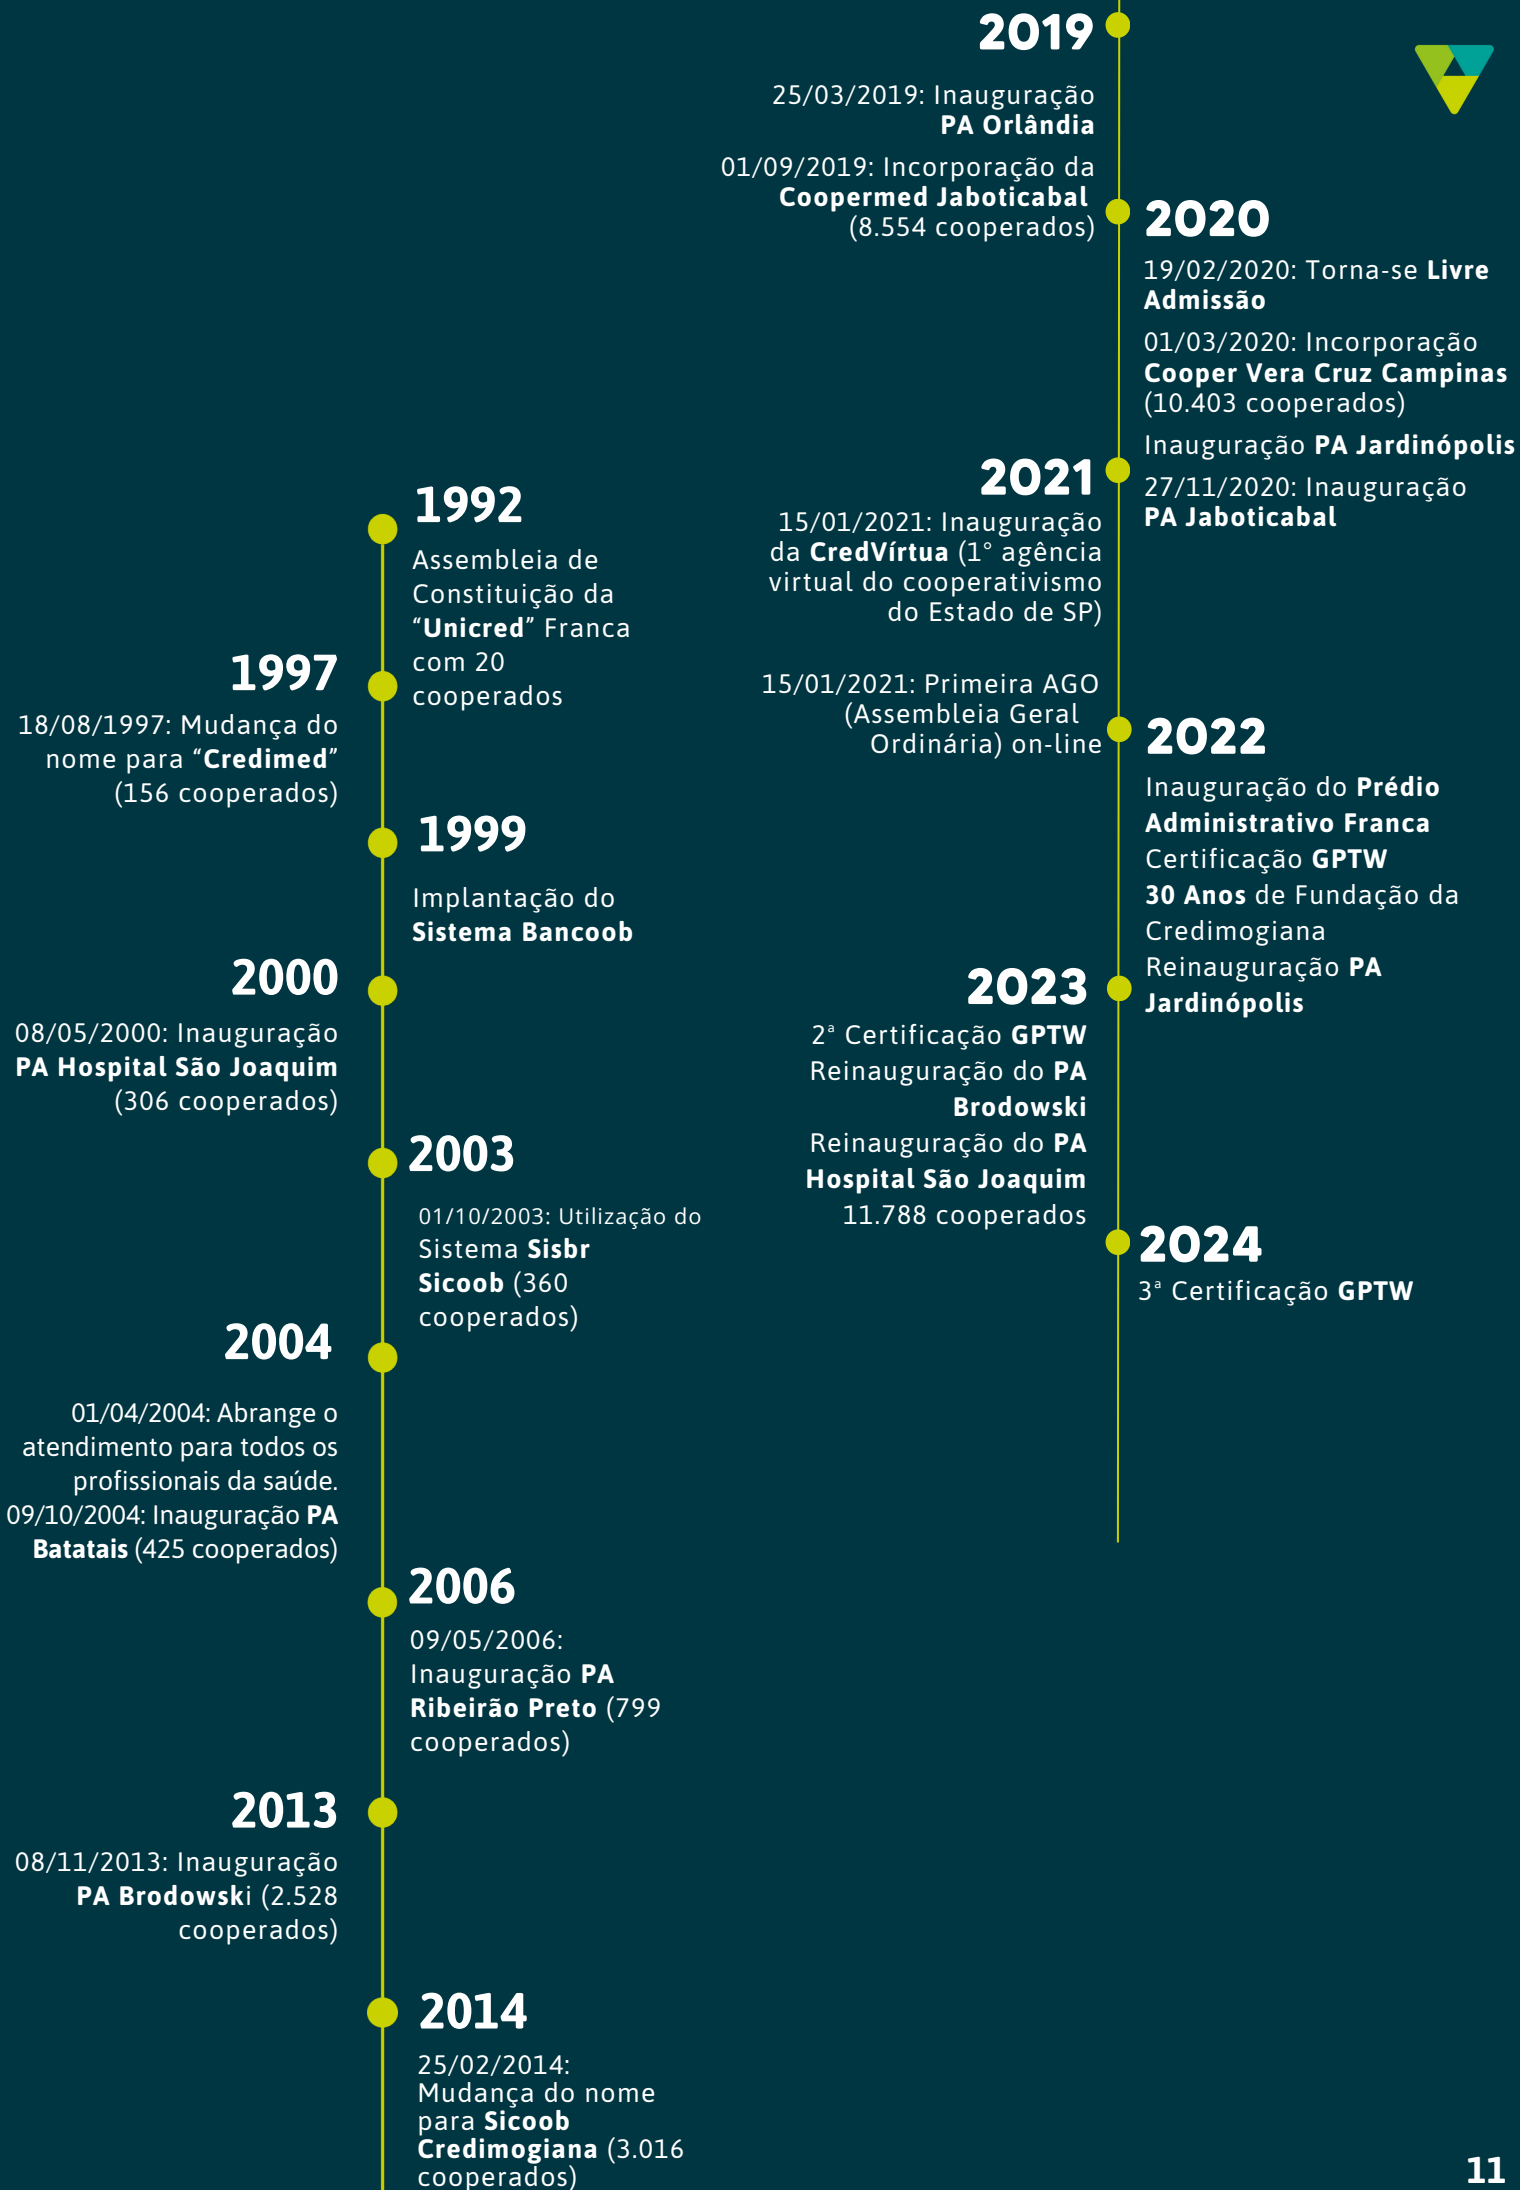 1992
Assembleia de
Constituição da
“Unicred” Franca
com 20
cooperados
1997
18/08/1997: Mudança do
nome para “Credimed”
(156 cooperados)
1999
Implantação do
Sistema Bancoob
2000
08/05/2000: Inauguração
PA Hospital São Joaquim
(306 cooperados)
2003
01/10/2003: Utilização do
Sistema Sisbr
Sicoob (360
cooperados)
2004
01/04/2004: Abrange o
atendimento para todos os
profissionais da saúde.
09/10/2004: Inauguração PA
Batatais (425 cooperados)
2006
09/05/2006:
Inauguração PA
Ribeirão Preto (799
cooperados)
2013
08/11/2013: Inauguração
PA Brodowski (2.528
cooperados)
2014
25/02/2014:
Mudança do nome
para Sicoob
Credimogiana (3.016
cooperados)
2019
25/03/2019: Inauguração
PA Orlândia
01/09/2019: Incorporação da
Coopermed Jaboticabal
(8.554 cooperados)
2020
19/02/2020: Torna-se Livre
Admissão
01/03/2020: Incorporação
Cooper Vera Cruz Campinas
(10.403 cooperados)
Inauguração PA Jardinópolis
27/11/2020: Inauguração
PA Jaboticabal
2021
15/01/2021: Inauguração
da CredVírtua (1° agência
virtual do cooperativismo
do Estado de SP)
15/01/2021: Primeira AGO
(Assembleia Geral
Ordinária) on-line
2022
Inauguração do Prédio
Administrativo Franca
Certificação GPTW
30 Anos de Fundação da
Credimogiana
Reinauguração PA
Jardinópolis
2023
2ª Certificação GPTW
Reinauguração do PA
Brodowski
Reinauguração do PA
Hospital São Joaquim
11.788 cooperados
2024
3ª Certificação GPTW
11